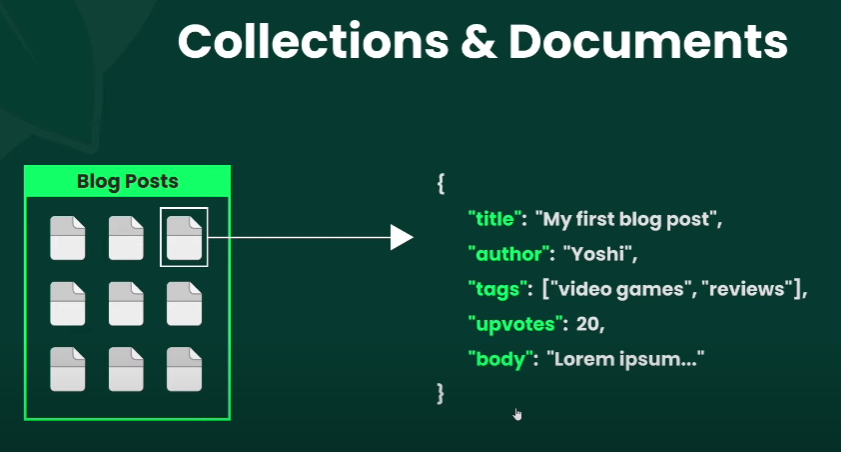 Collections & Documents
Blog Posts
{
"title": "My first blog post",
"author": "Yoshi",
"tags": ["video games", "reviews"],
"upvotes": 20,
"body": "Lorem ipsum..."
}